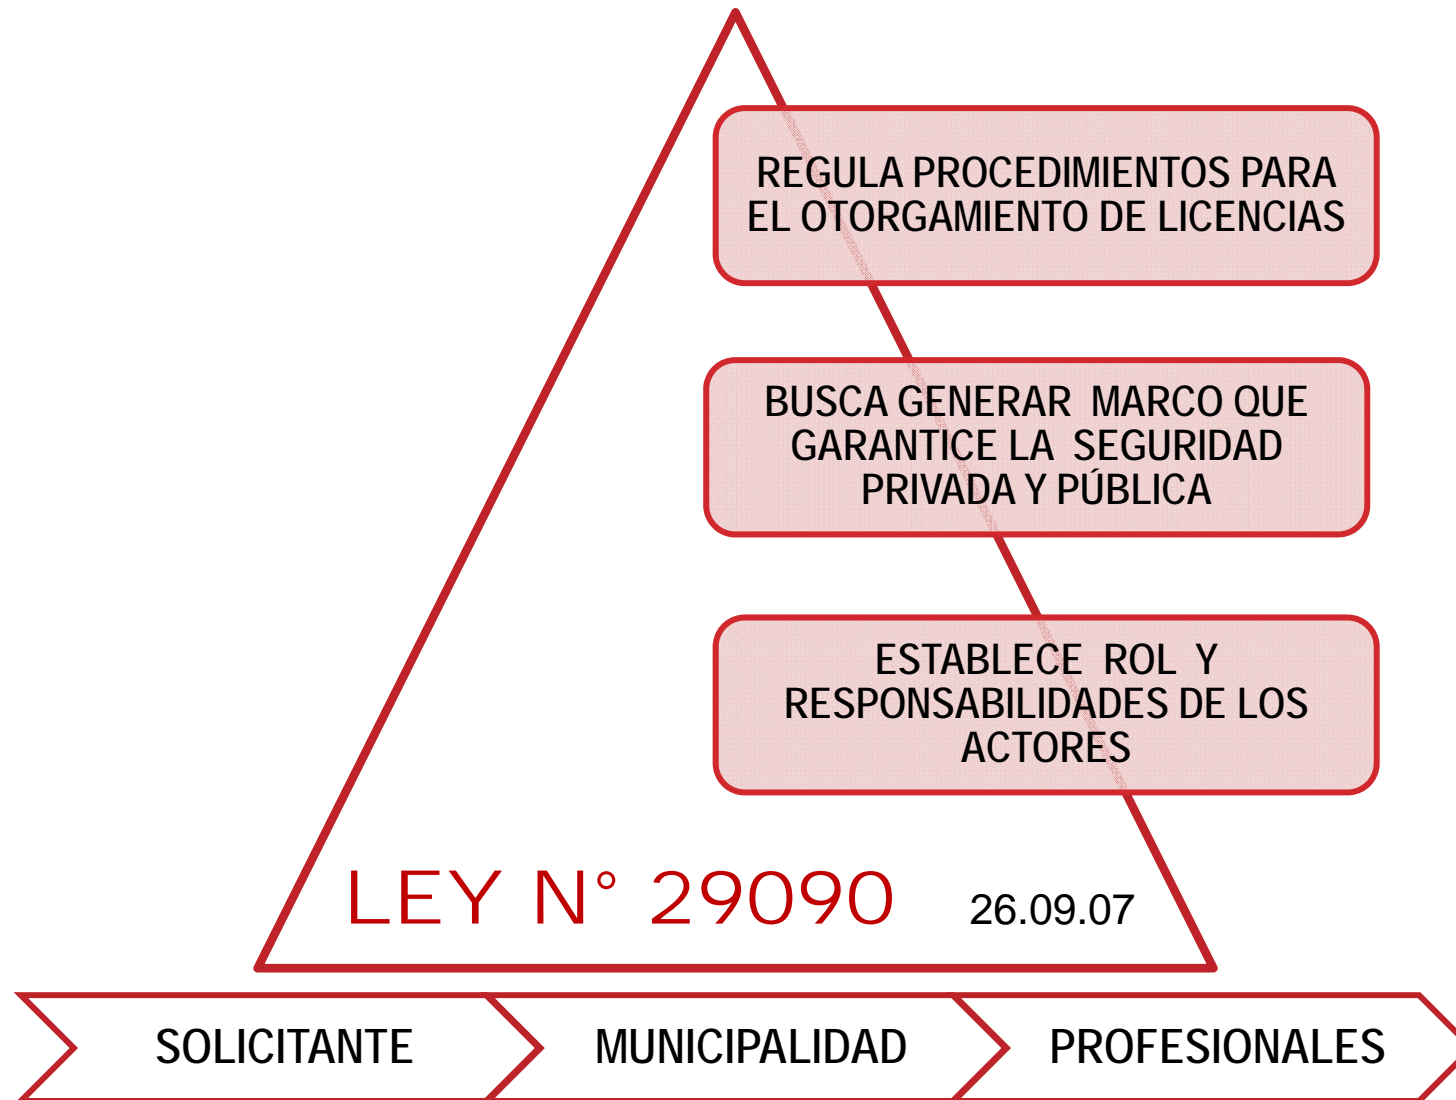 REGULA PROCEDIMIENTOS PARA
EL OTORGAMIENTO DE LICENCIAS
BUSCA GENERAR MARCO QUE
GARANTICE LA SEGURIDAD
PRIVADA Y PÚBLICA
ESTABLECE ROL Y
RESPONSABILIDADES DE LOS
ACTORES
LEY N° 29090 26.09.07
SOLICITANTE MUNICIPALIDAD PROFESIONALES